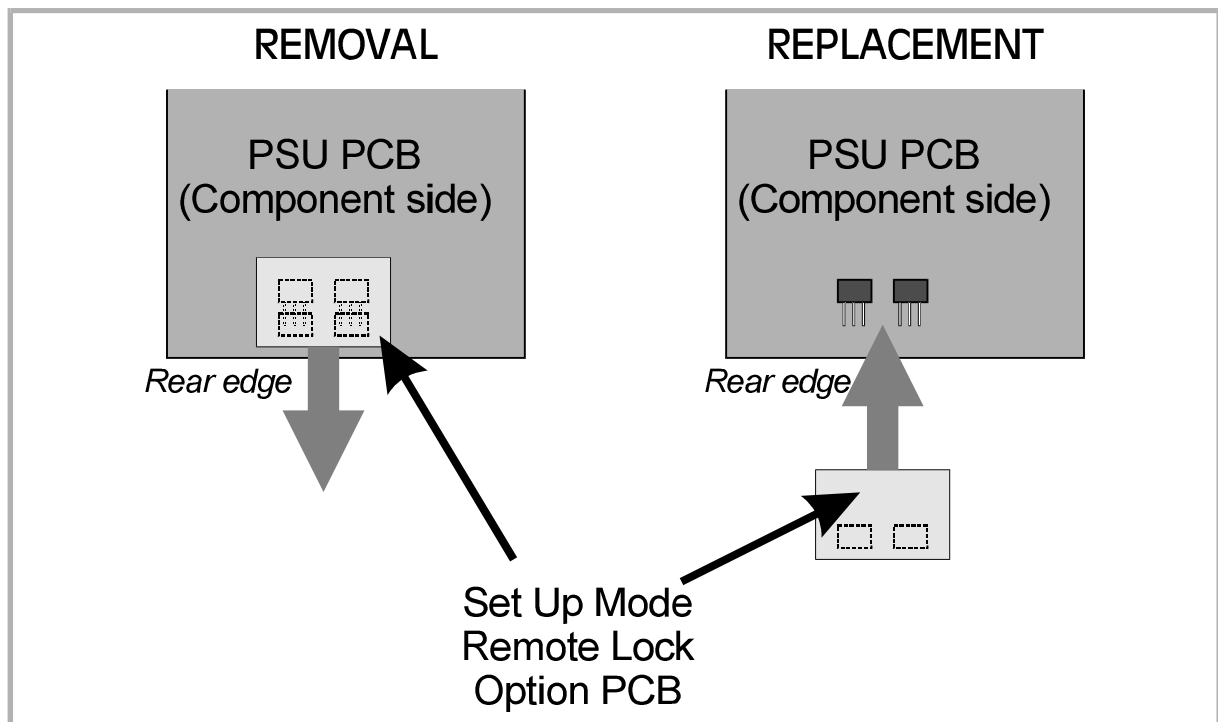 REMOVAL
PSU PCB
(Component side)
Rear edge
REPLACEMENT
PSU PCB
(Component side)
Rear edge
Set Up Mode
Remote Lock
Option PCB